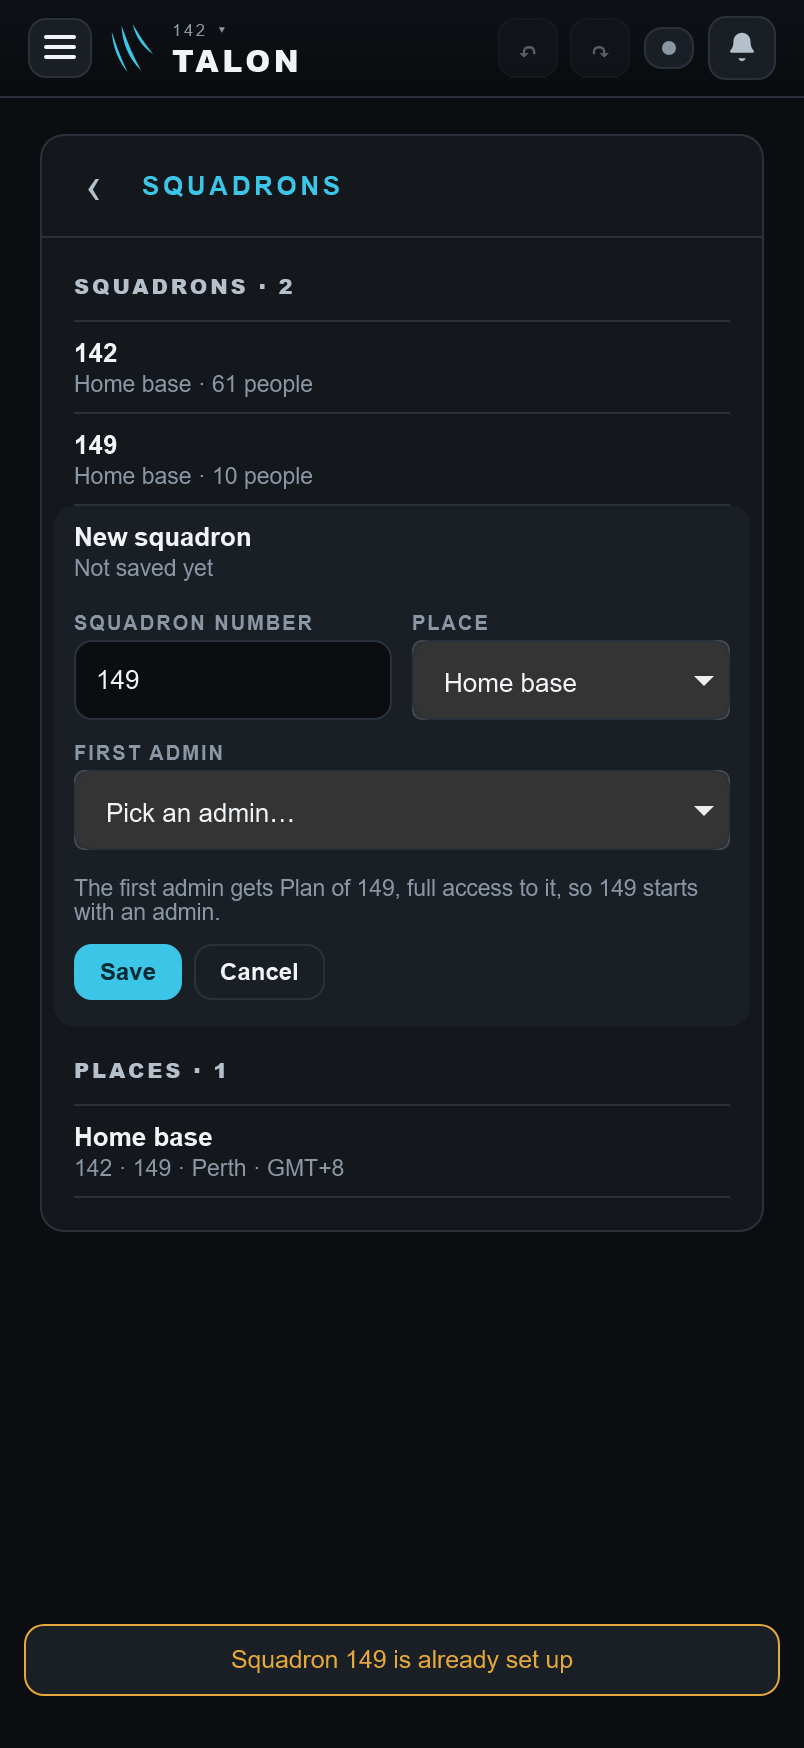 142 ▾
TALON
SQUADRONS
SQUADRONS · 2
142
Home base · 61 people
149
Home base · 10 people
New squadron
Not saved yet
SQUADRON NUMBER
PLACE
149
Home base
FIRST ADMIN
Pick an admin…
The first admin gets Plan of 149, full access to it, so 149 starts
with an admin.
Save
Cancel
PLACES · 1
Home base
142 · 149 · Perth · GMT+8
Squadron 149 is already set up